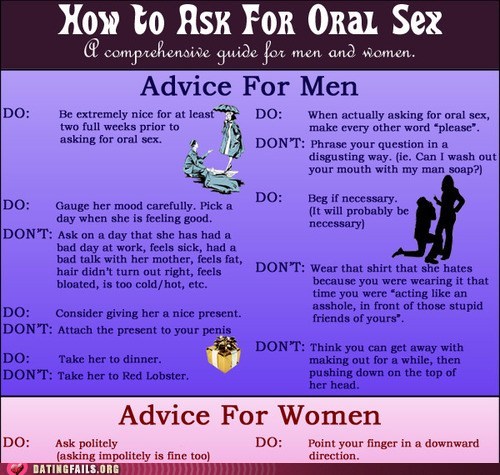 How to Ask For Oral Sex
A comprehensive guide for men and women.
Advice For Men
DO: Be extremely nice for at least
two full weeks prior to
asking for oral sex.
DO: Gauge her mood carefully. Pick a
day when she is feeling good.
DON'T: Ask on a day that she has had a
bad day at work, feels sick, had a
bad talk with her mother, feels fat,
hair didn't turn out right, feels
bloated, is too cold/hot, etc.
DO: Consider giving her a nice present.
DON'T: Attach the present to your penis
DO: Take her to dinner.
DON'T: Take her to Red Lobster.
DO: When actually asking for oral sex,
make every other word "please".
DON'T: Phrase your question in a
disgusting way. (ie. Can I wash out
your mouth with my man soap?)
DO: Beg if necessary.
(It will probably be
necessary)
DON'T: Wear that shirt that she hates
because you were wearing it that
time you were "acting like an
asshole, in front of those stupid
friends of yours".
DON'T: Think you can get away with
making out for a while, then
pushing down on the top of
her head.
Advice For Women
DO: Ask politely
(asking impolitely is fine too)
DO: Point your finger in a downward
direction.
DATINGFAILS.ORG